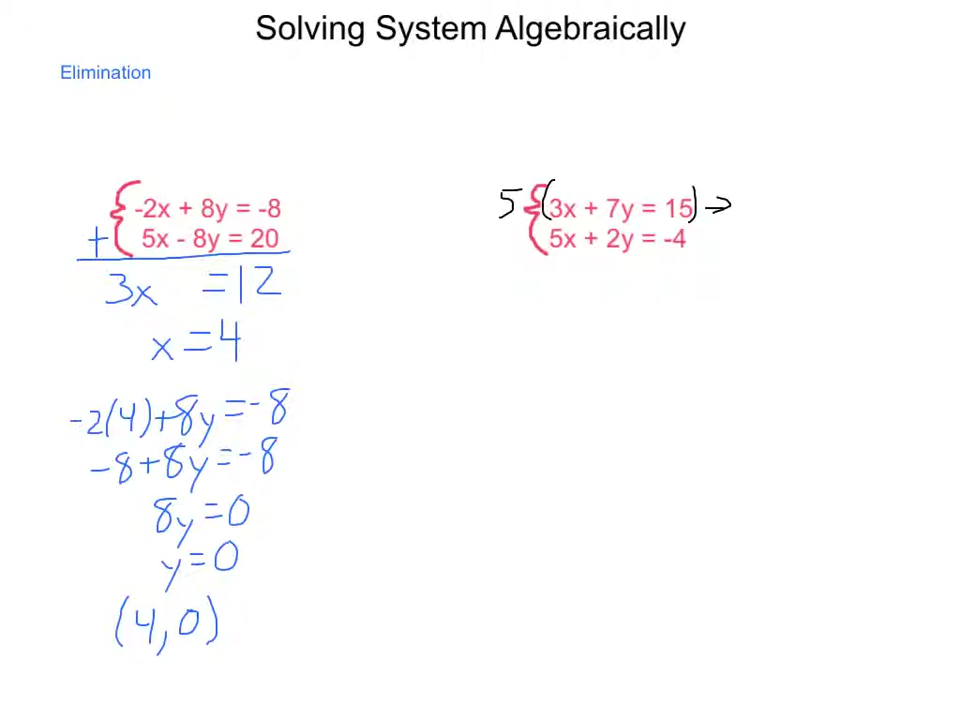 Solving System Algebraically
Elimination
-2x + 8y = -8
+ 5x - 8y = 20
3x = 12
x = 4
-2(4)+8y=-8
-8+8y=-8
8y=0
y=0
(4,0)
5 (3x + 7y = 15) →
5x + 2y = -4